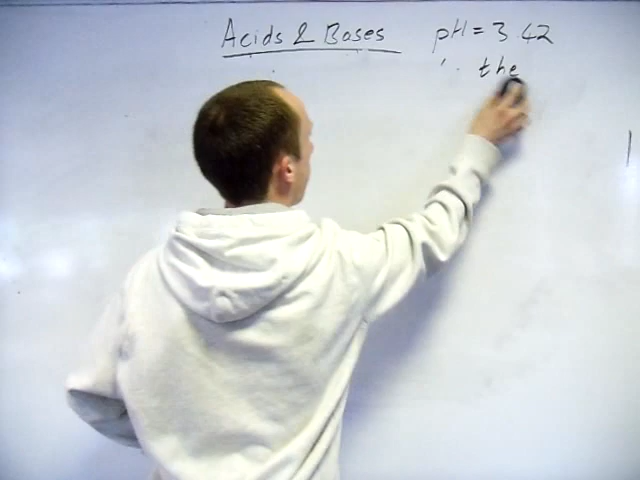 Acids & Bases pH = 3.42
∴ the